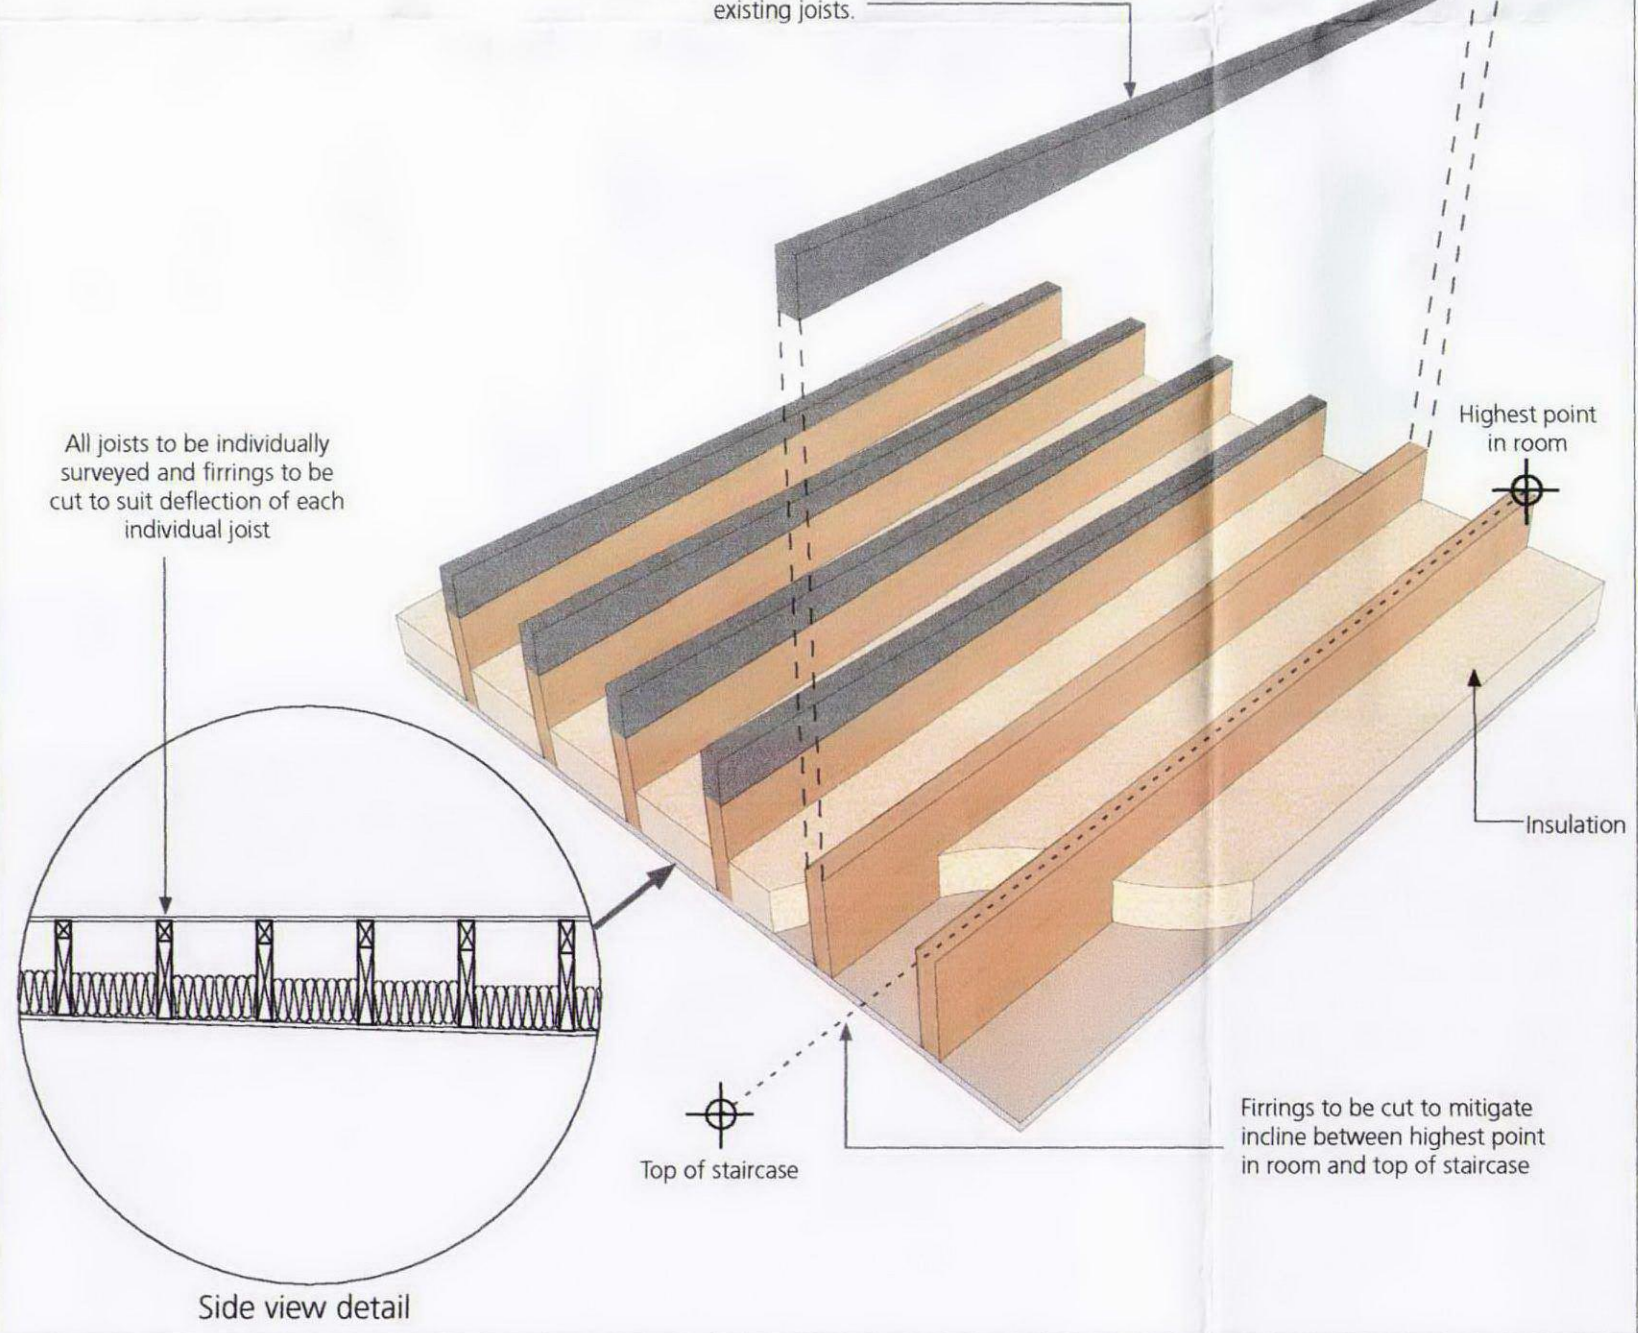 existing joists.
All joists to be individually
surveyed and firrings to be
cut to suit deflection of each
individual joist
Highest point
in room
Insulation
Firrings to be cut to mitigate
incline between highest point
in room and top of staircase
Top of staircase
Side view detail